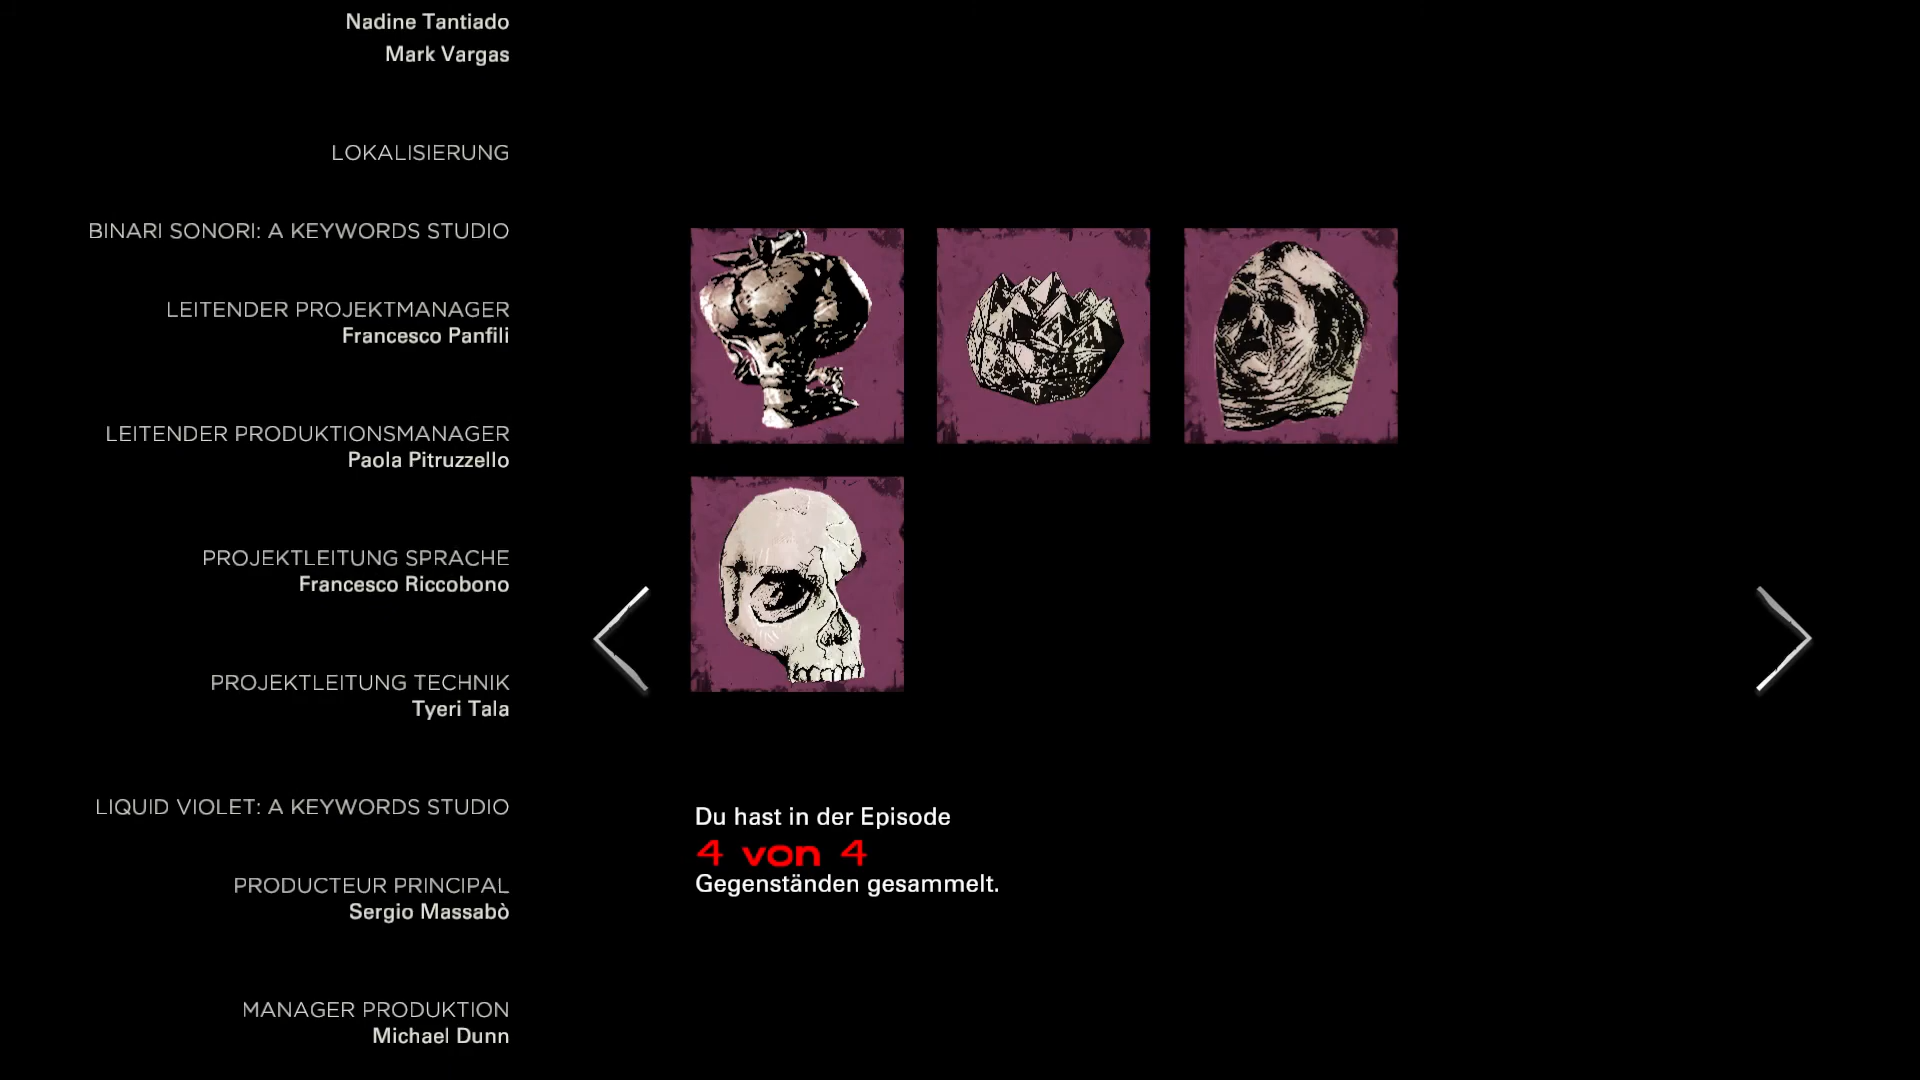 Nadine Tantiado
Mark Vargas
LOKALISIERUNG
BINARI SONORI: A KEYWORDS STUDIO
LEITENDER PROJEKTMANAGER
Francesco Panfili
LEITENDER PRODUKTIONSMANAGER
Paola Pitruzzello
PROJEKTLEITUNG SPRACHE
Francesco Riccobono
PROJEKTLEITUNG TECHNIK
Tyeri Tala
LIQUID VIOLET: A KEYWORDS STUDIO
PRODUCTEUR PRINCIPAL
Sergio Massabò
MANAGER PRODUKTION
Michael Dunn
Du hast in der Episode
4 von 4
Gegenständen gesammelt.